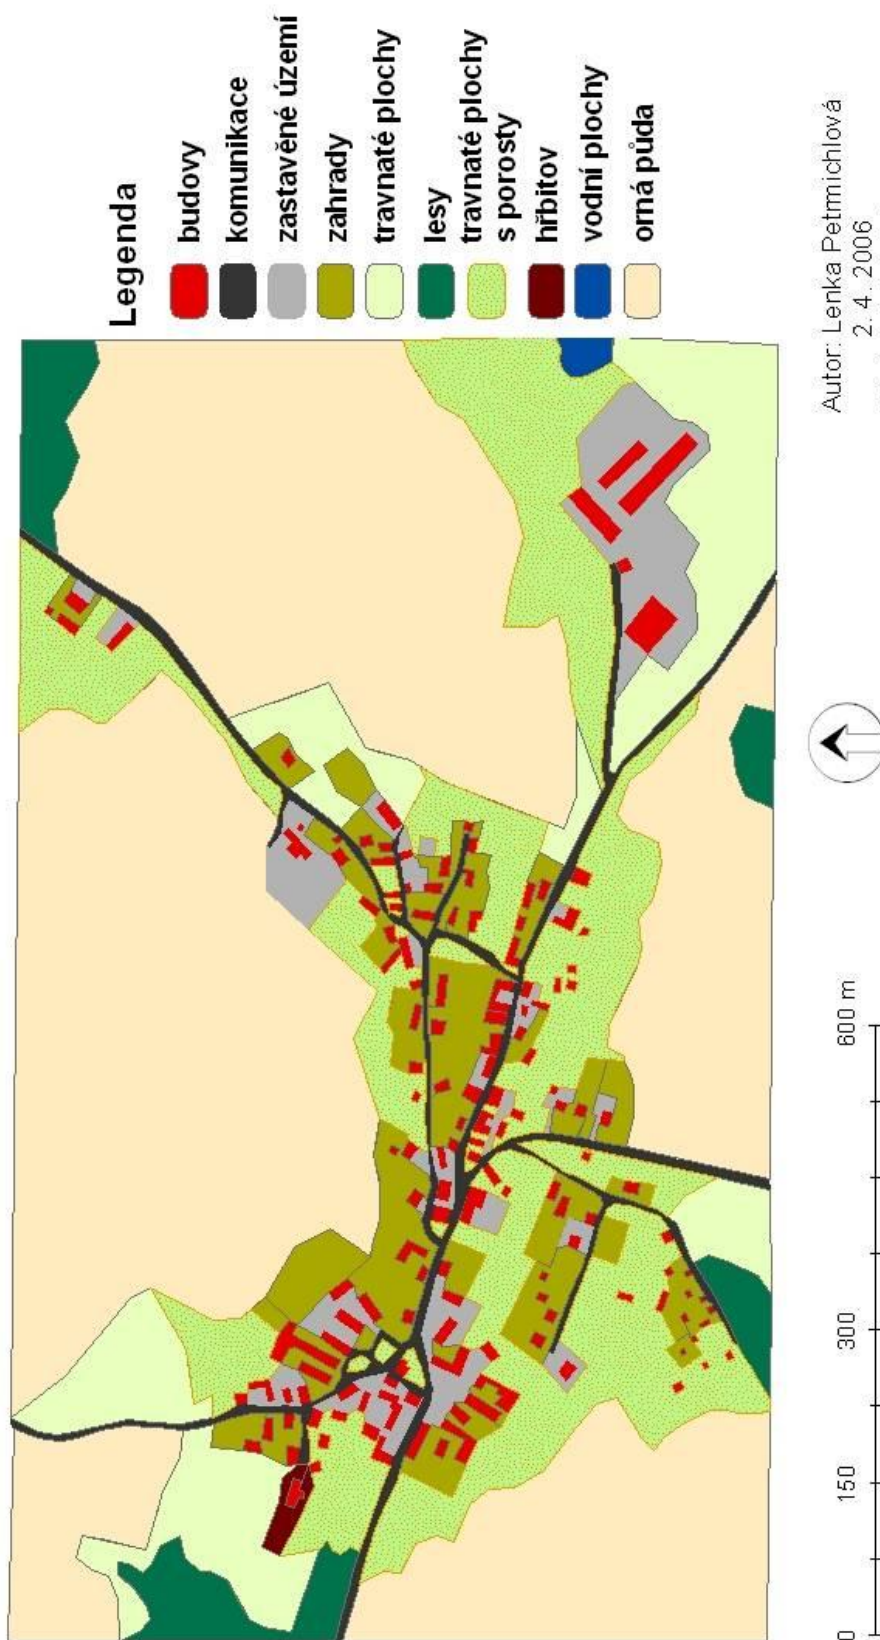 Legenda
budovy
komunikace
zastavěné území
zahrady
travnaté plochy
lesy
travnaté plochy
s porosty
hřbitov
vodní plochy
orná půda
Autor: Lenka Petrmichlová
2. 4. 2006
0 150 300 600 m